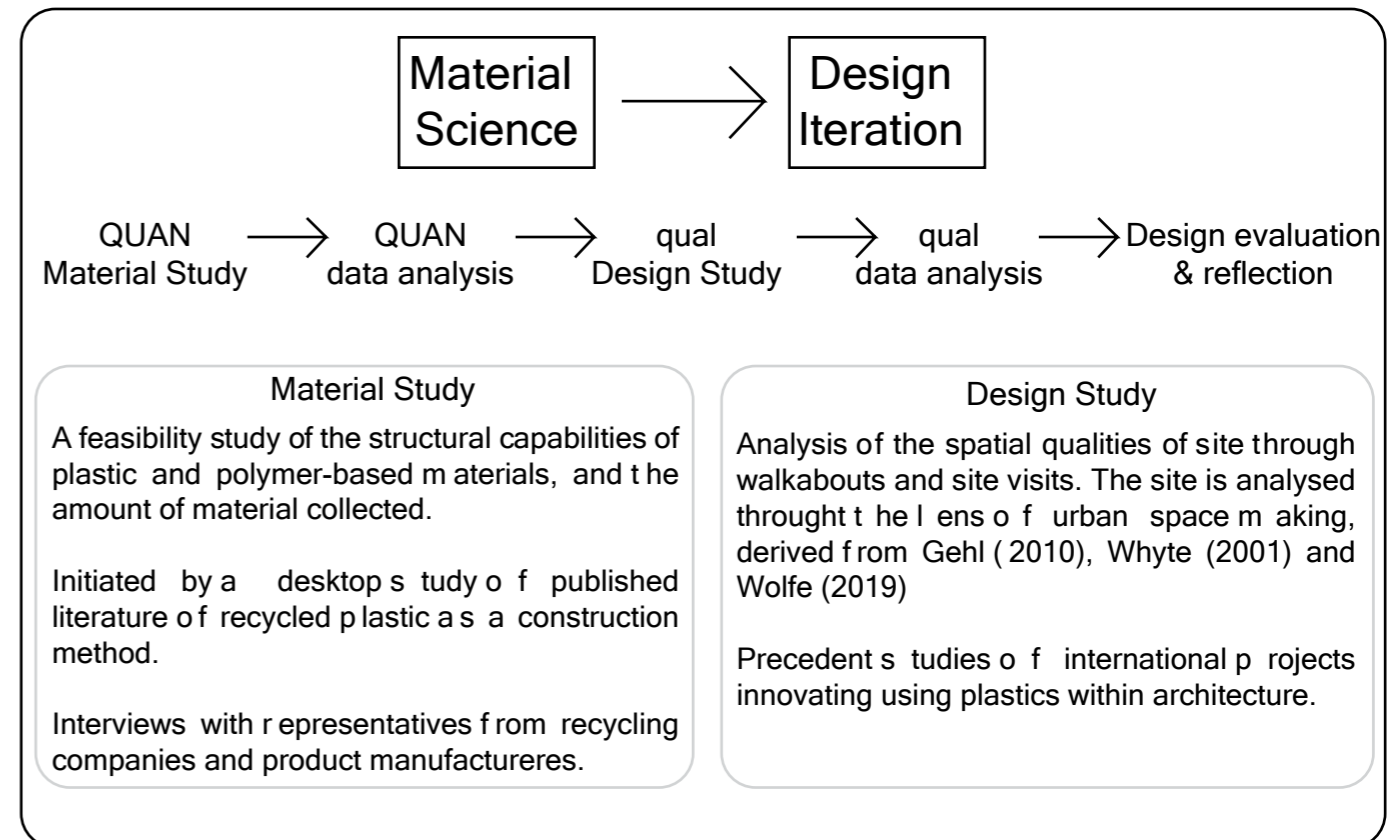 Material
Science
Design
Iteration
QUAN
Material Study
QUAN
data analysis
qual
Design Study
qual
data analysis
Design evaluation
& reflection
Material Study
A feasibility study of the structural capabilities of
plastic and polymer-based m aterials, and t he
amount of material collected.
Initiated by a desktop s tudy o f published
literature o f recycled p lastic a s a construction
method.
Interviews with r epresentatives f rom recycling
companies and product manufactureres.
Design Study
Analysis of the spatial qualities of site through
walkabouts and site visits. The site is analysed
throught t he l ens o f urban space m aking,
derived f rom Gehl ( 2010), Whyte (2001) and
Wolfe (2019)
Precedent s tudies o f international p rojects
innovating using plastics within architecture.